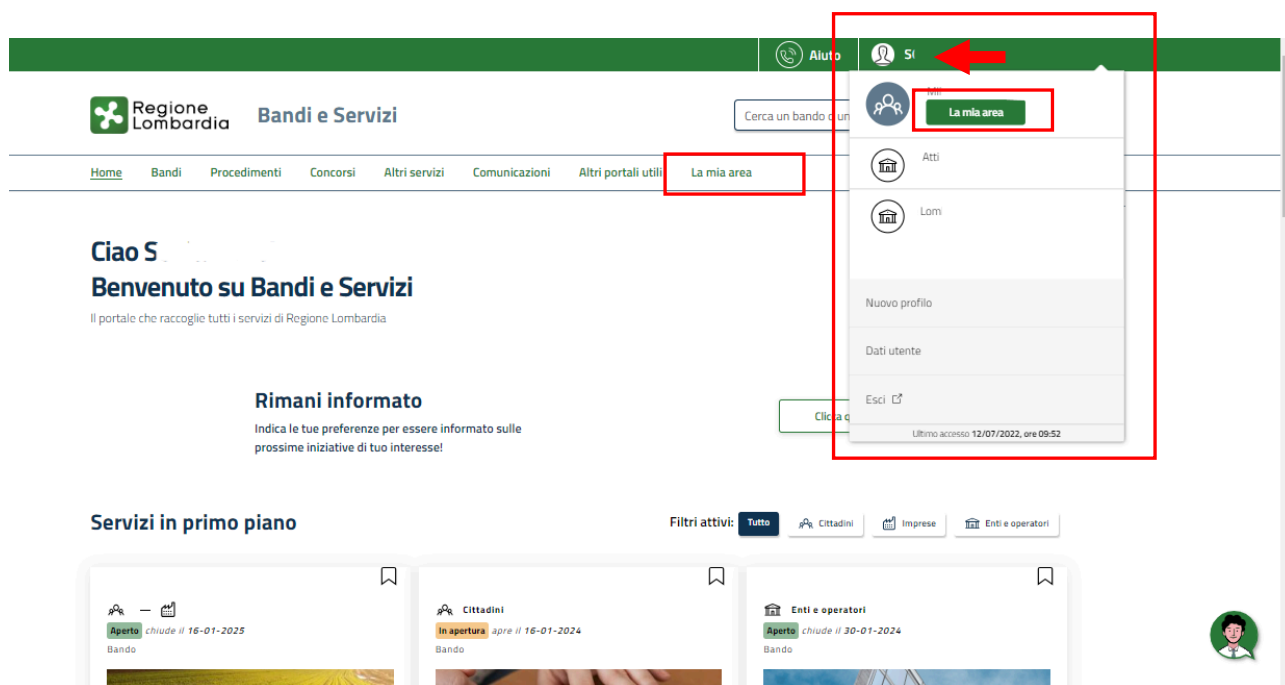 Aiuto
Regione
Lombardia
Bandi e Servizi
Cerca un bando o un
La mia area
Home Bandi Procedimenti Concorsi Altri servizi Comunicazioni Altri portali utili La mia area
Atti
Lom
Ciao S
Benvenuto su Bandi e Servizi
Il portale che raccoglie tutti i servizi di Regione Lombardia
Nuovo profilo
Dati utente
Esci
Ultimo accesso 12/07/2022, ore 09:52
Rimani informato
Indica le tue preferenze per essere informato sulle
prossime iniziative di tuo interesse!
Clicca q
Servizi in primo piano
Filtri attivi: Tutto Cittadini Imprese Enti e operatori
Aperto chiude il 16-01-2025
Bando
Cittadini
In apertura apre il 16-01-2024
Bando
Enti e operatori
Aperto chiude il 30-01-2024
Bando